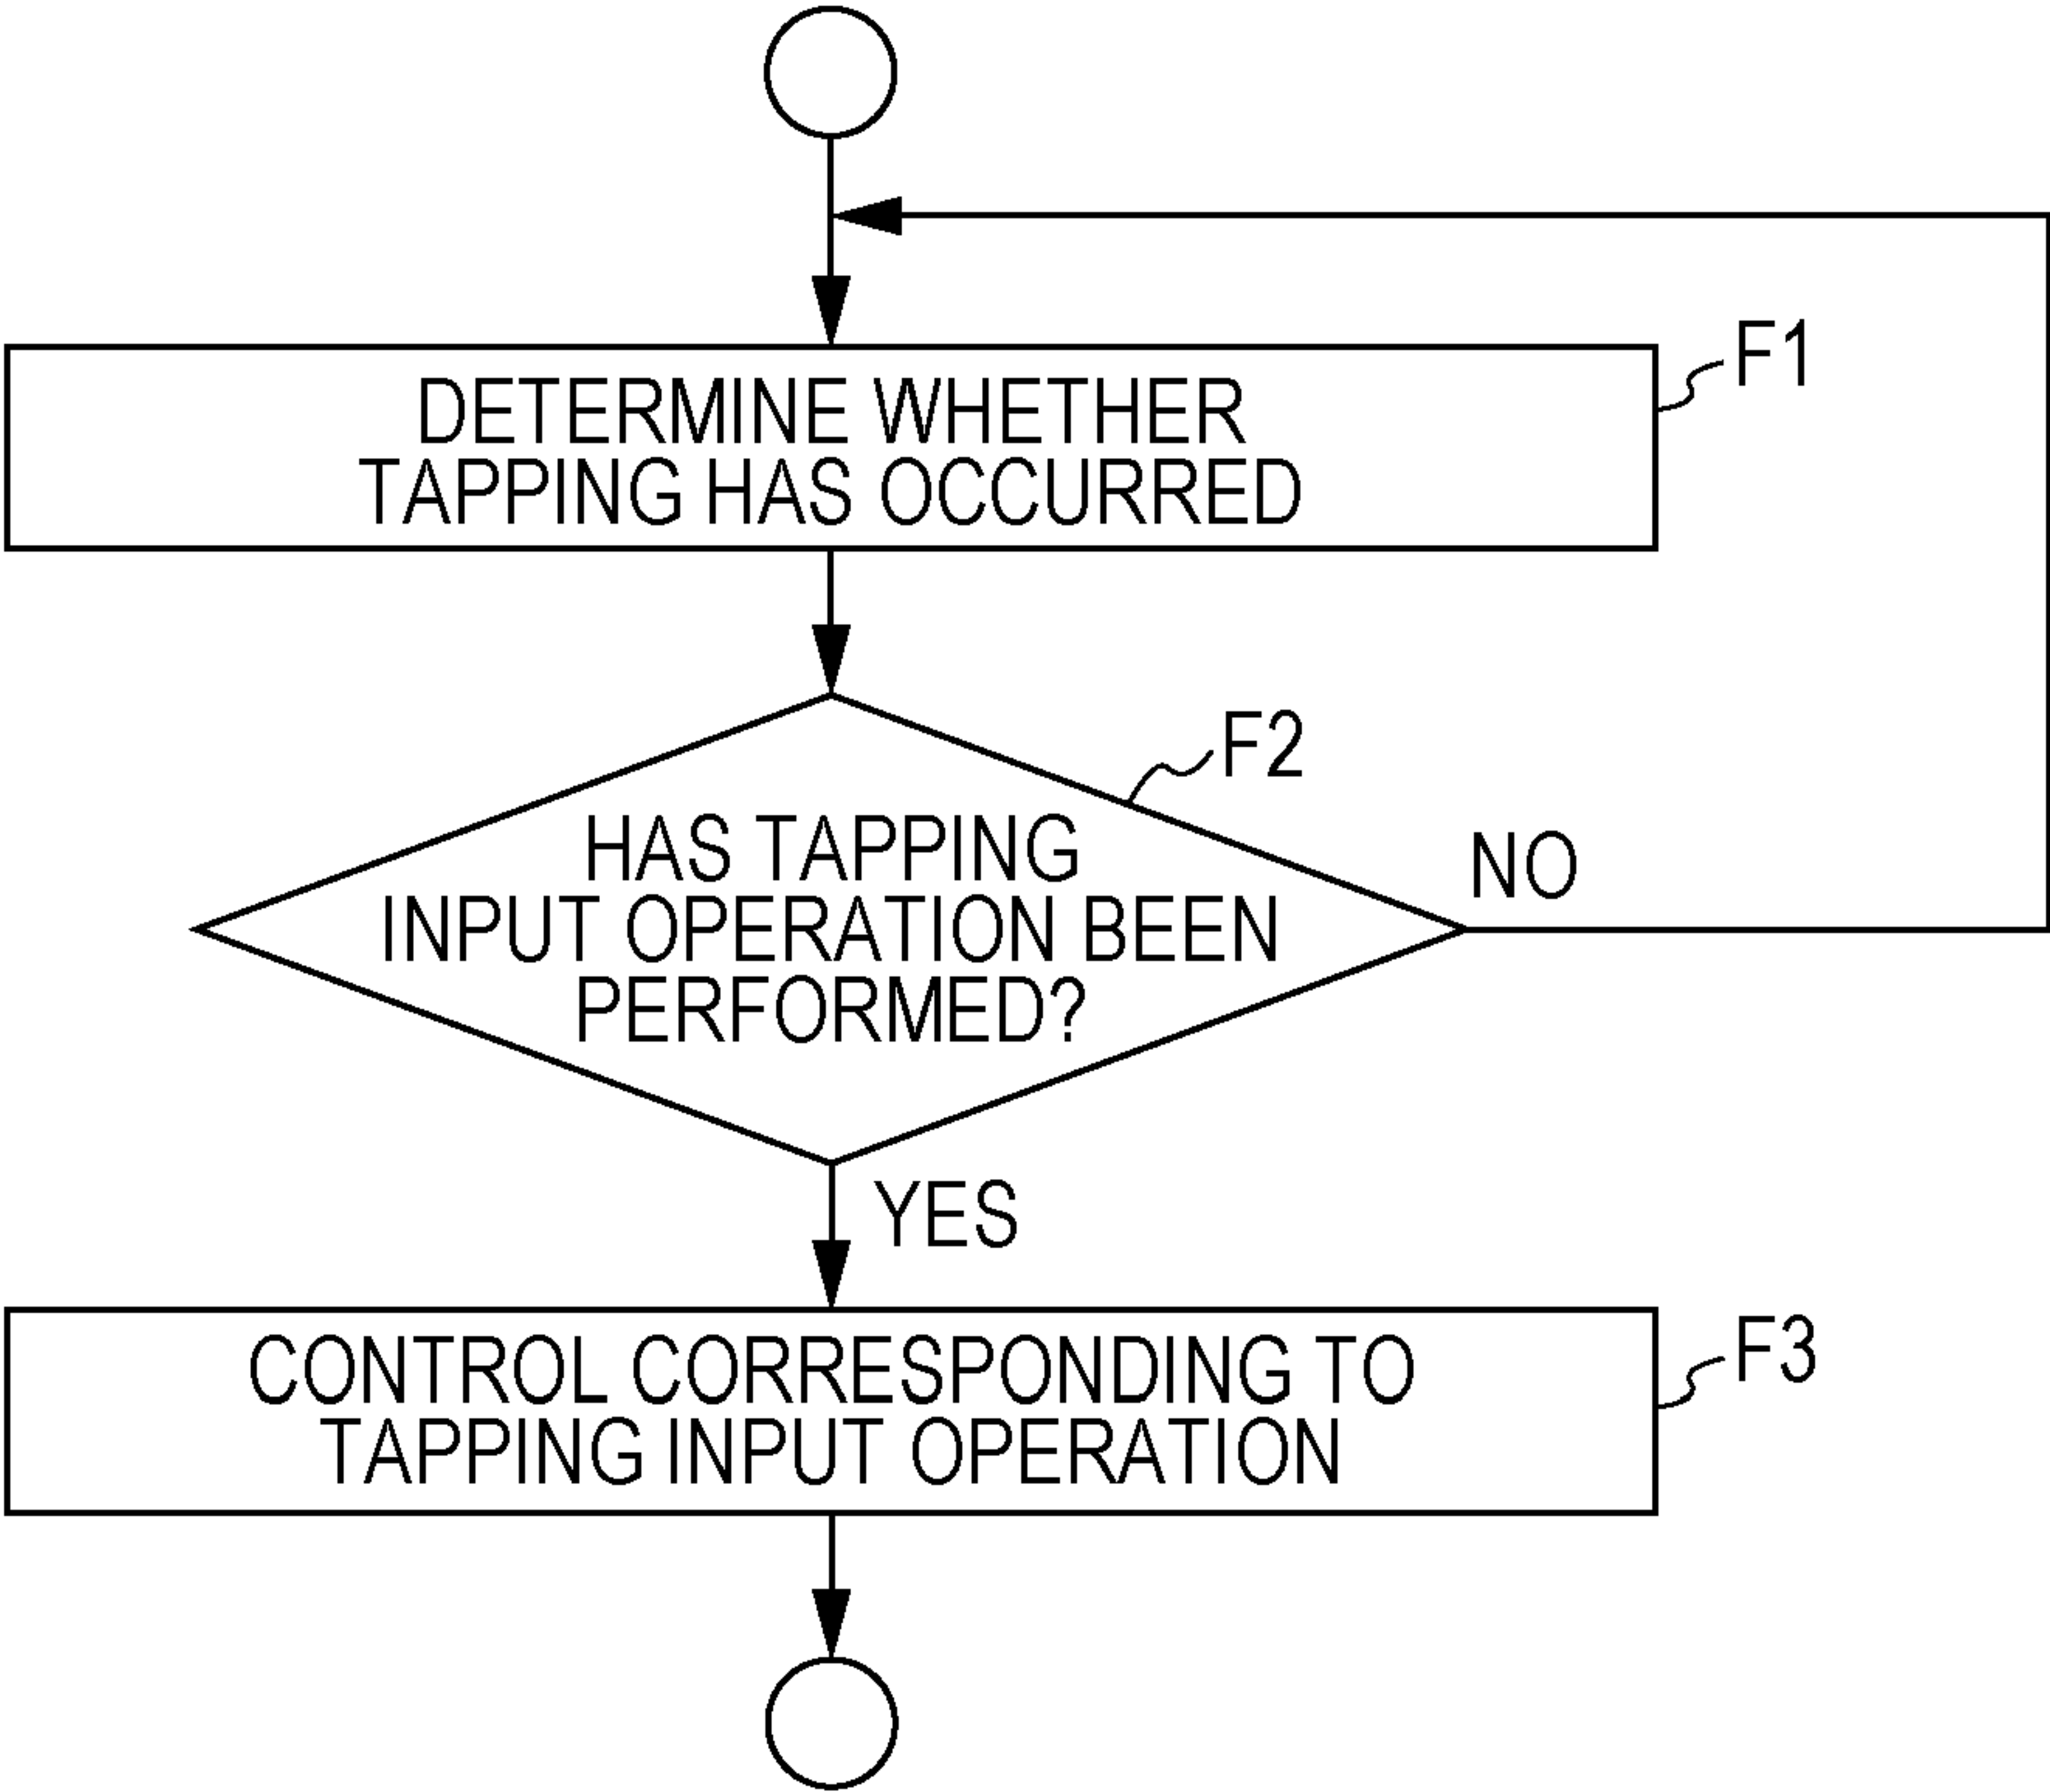 DETERMINE WHETHER
TAPPING HAS OCCURRED
F1
F2
HAS TAPPING
INPUT OPERATION BEEN
PERFORMED?
NO
YES
CONTROL CORRESPONDING TO
TAPPING INPUT OPERATION
F3